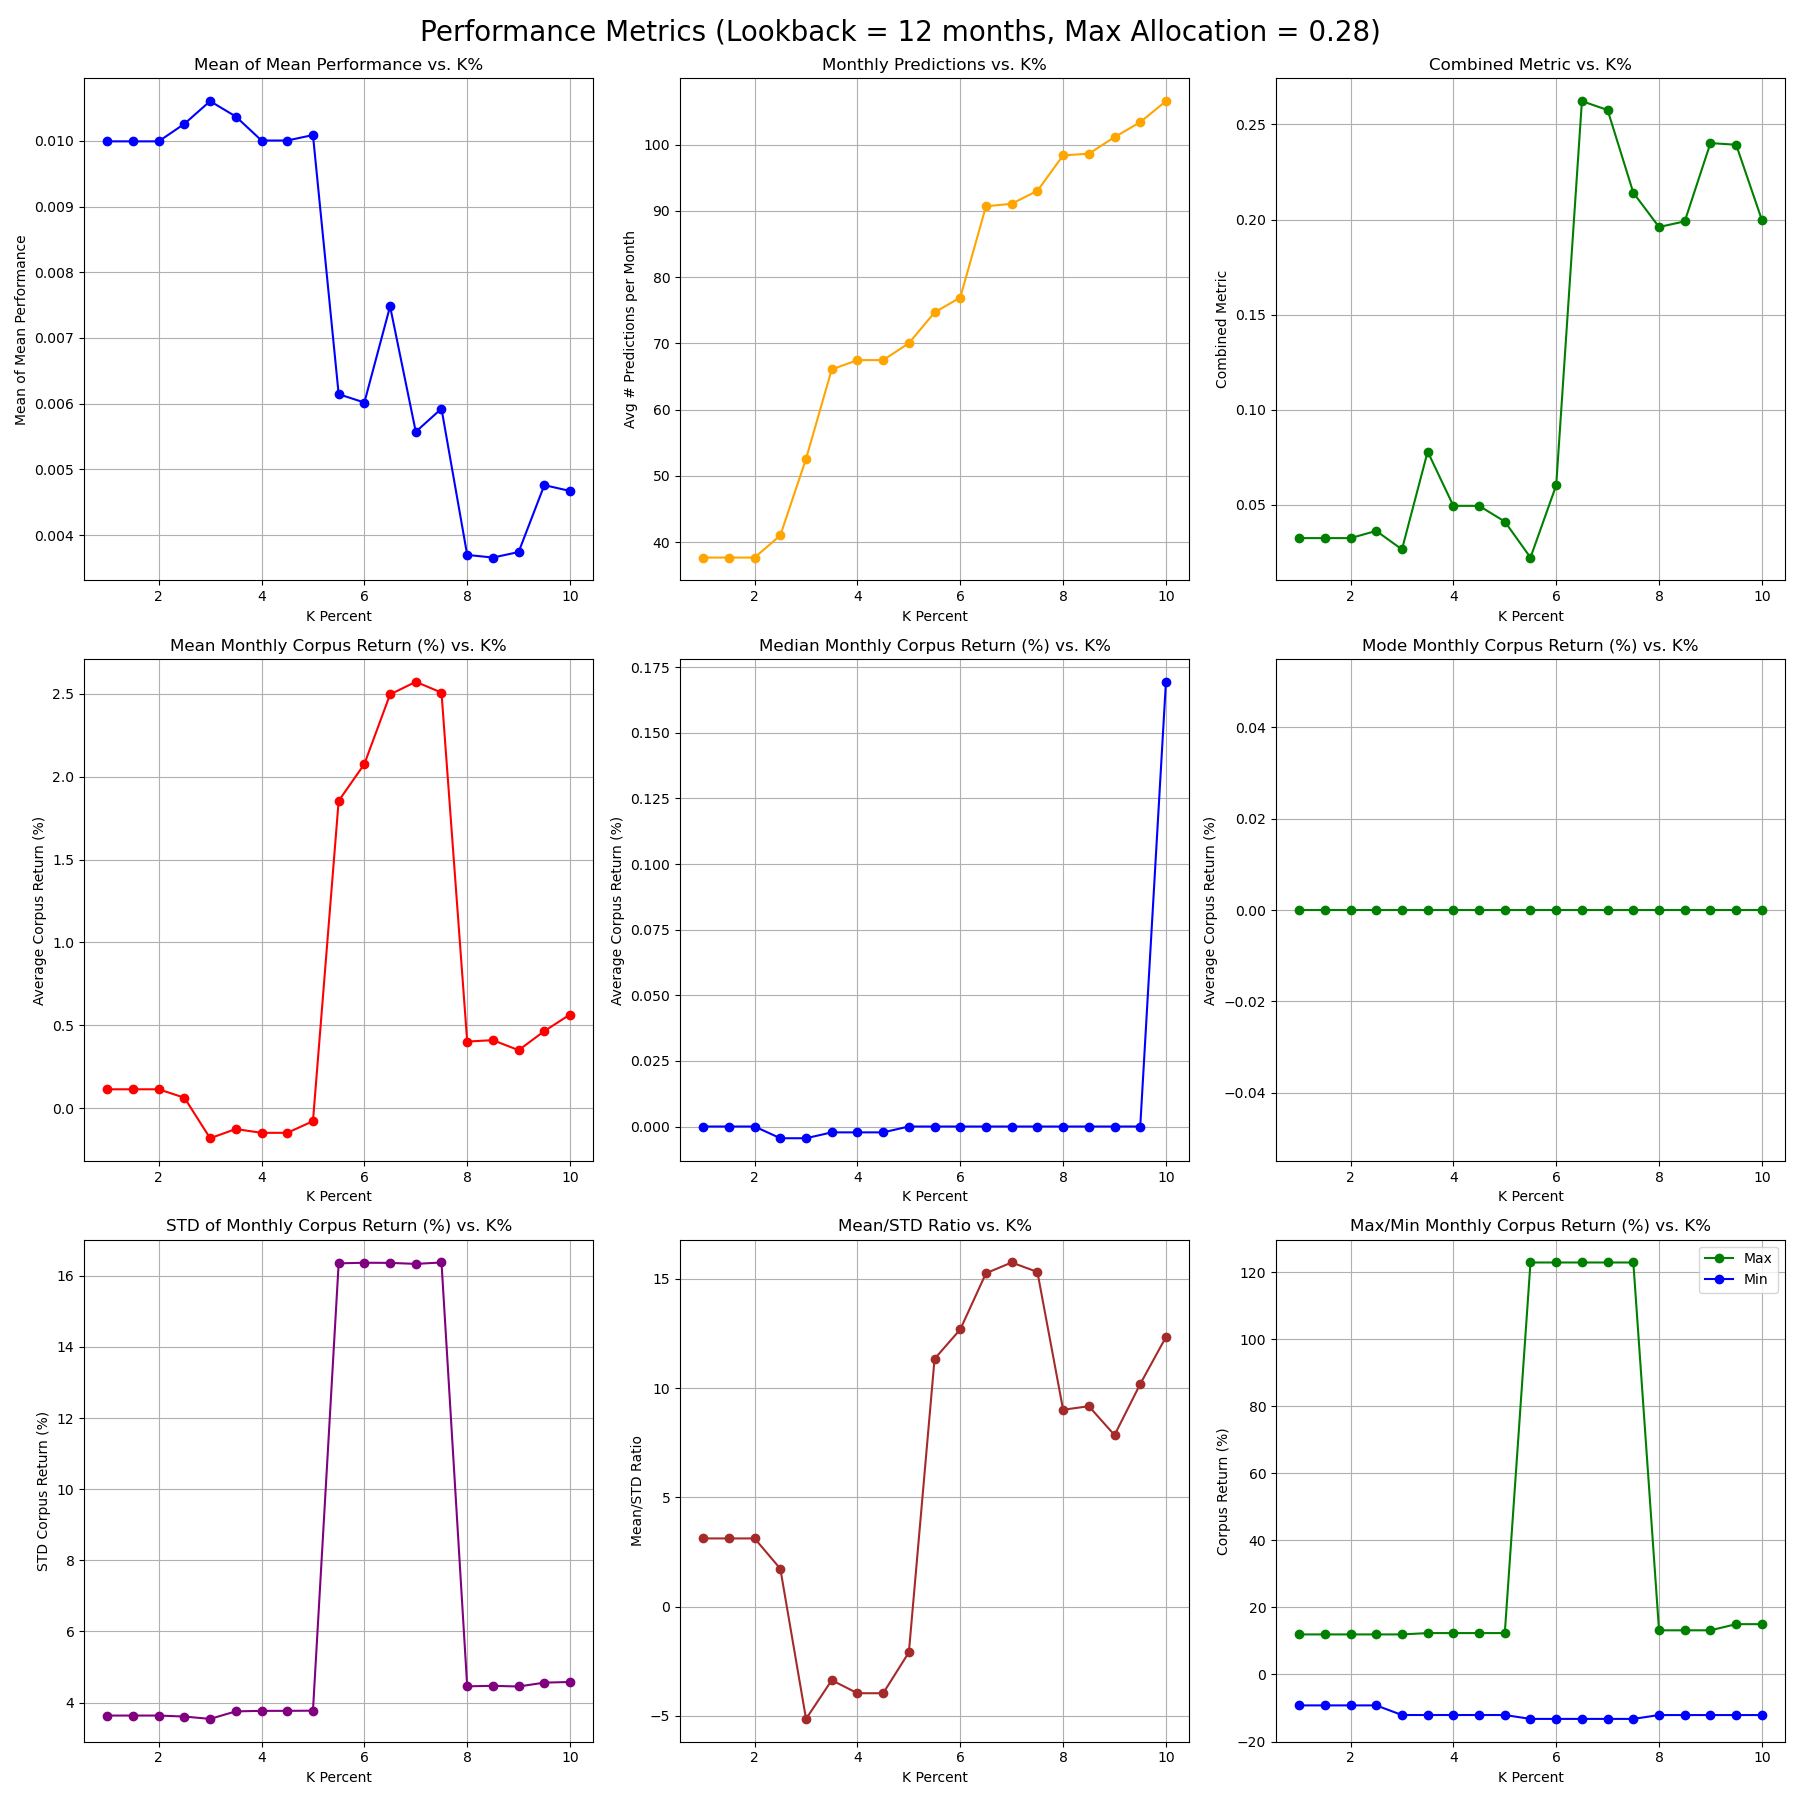 Performance Metrics (Lookback = 12 months, Max Allocation = 0.28)
Mean of Mean Performance vs. K%
Mean of Mean Performance
0.010
0.009
0.008
0.007
0.006
0.005
0.004
2 4 6 8 10
K Percent
Monthly Predictions vs. K%
Avg # Predictions per Month
100
90
80
70
60
50
40
2 4 6 8 10
K Percent
Combined Metric vs. K%
Combined Metric
0.25
0.20
0.15
0.10
0.05
2 4 6 8 10
K Percent
Mean Monthly Corpus Return (%) vs. K%
Average Corpus Return (%)
2.5
2.0
1.5
1.0
0.5
0.0
2 4 6 8 10
K Percent
Median Monthly Corpus Return (%) vs. K%
Average Corpus Return (%)
0.175
0.150
0.125
0.100
0.075
0.050
0.025
0.000
2 4 6 8 10
K Percent
Mode Monthly Corpus Return (%) vs. K%
Average Corpus Return (%)
0.04
0.02
0.00
−0.02
−0.04
2 4 6 8 10
K Percent
STD of Monthly Corpus Return (%) vs. K%
STD Corpus Return (%)
16
14
12
10
8
6
4
2 4 6 8 10
K Percent
Mean/STD Ratio vs. K%
Mean/STD Ratio
15
10
5
0
−5
2 4 6 8 10
K Percent
Max/Min Monthly Corpus Return (%) vs. K%
Max
Min
Corpus Return (%)
120
100
80
60
40
20
0
−20
2 4 6 8 10
K Percent